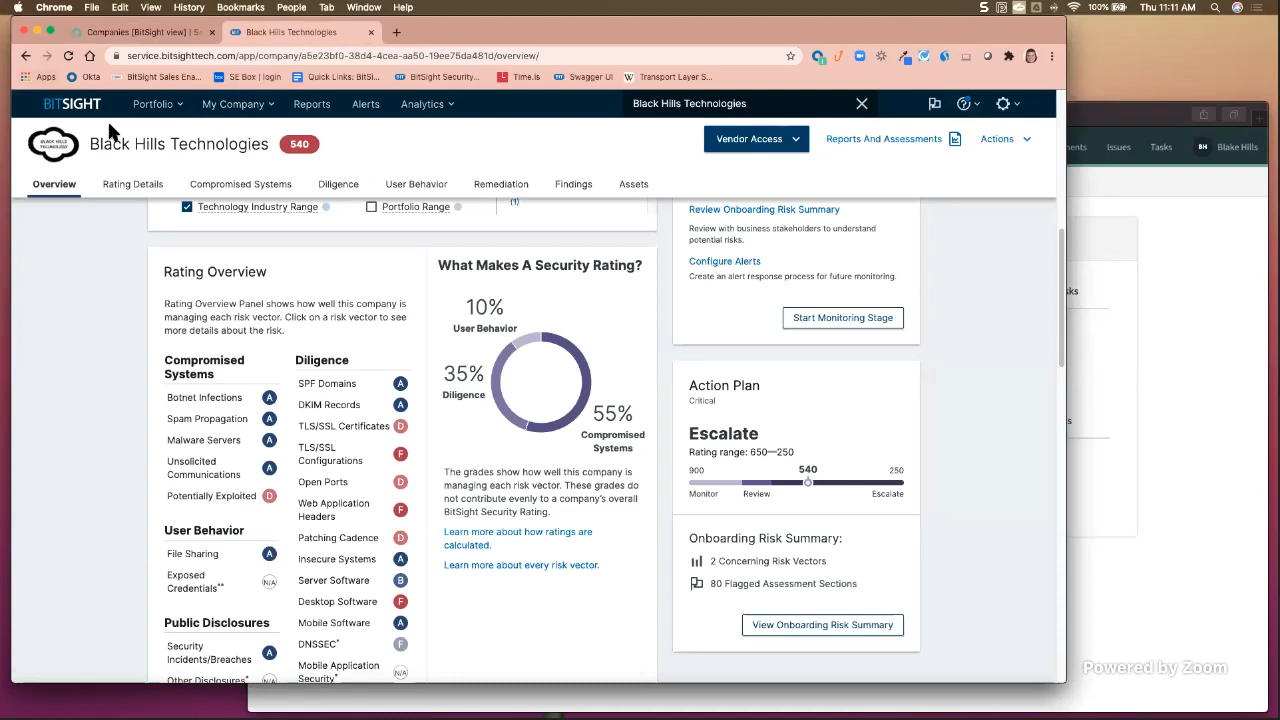 Chrome File Edit View History Bookmarks People Tab Window Help
100% Thu 11:11 AM
Companies [BitSight view] | S
BitSight Technologies
service.bitsighttech.com/app/company/a5e23bf0-38d4-4cea-aa50-19ee75da481d/overview/
Apps Okta BitSight Sales Ena... SE Box | login Quick Links: BitSi... BitSight Security... Time.is Swagger UI Transport Layer S...
BITSIGHT Portfolio My Company Reports Alerts Analytics Black Hills Technologies
BLACK HILLS
TECHNOLOGY
Black Hills Technologies 540
Vendor Access Reports And Assessments Actions
ments Issues Tasks BH Blake Hills
Overview Rating Details Compromised Systems Diligence User Behavior Remediation Findings Assets
Technology Industry Range Portfolio Range
(1)
Rating Overview
Rating Overview Panel shows how well this company is
managing each risk vector. Click on a risk vector to see
more details about the risk.
Compromised
Systems
Botnet Infections A
Spam Propagation A
Malware Servers A
Unsolicited
Communications A
Potentially Exploited D
User Behavior
File Sharing A
Exposed
Credentials** N/A
Public Disclosures
Security
Incidents/Breaches A
Other Disclosures*
N/A
Diligence
SPF Domains A
DKIM Records A
TLS/SSL Certificates D
TLS/SSL
Configurations F
Open Ports D
Web Application
Headers F
Patching Cadence D
Insecure Systems A
Server Software B
Desktop Software F
Mobile Software A
DNSSEC* F
Mobile Application
Security* N/A
What Makes A Security Rating?
10%
User Behavior
35%
Diligence
55%
Compromised
Systems
The grades show how well this company is
managing each risk vector. These grades do
not contribute evenly to a company's overall
BitSight Security Rating.
Learn more about how ratings are
calculated.
Learn more about every risk vector.
Review Onboarding Risk Summary
Review with business stakeholders to understand
potential risks.
Configure Alerts
Create an alert response process for future monitoring.
Start Monitoring Stage
Action Plan
Critical
Escalate
Rating range: 650—250
900 540 250
Monitor Review Escalate
Onboarding Risk Summary:
2 Concerning Risk Vectors
80 Flagged Assessment Sections
View Onboarding Risk Summary
sks
s
Powered by Zoom